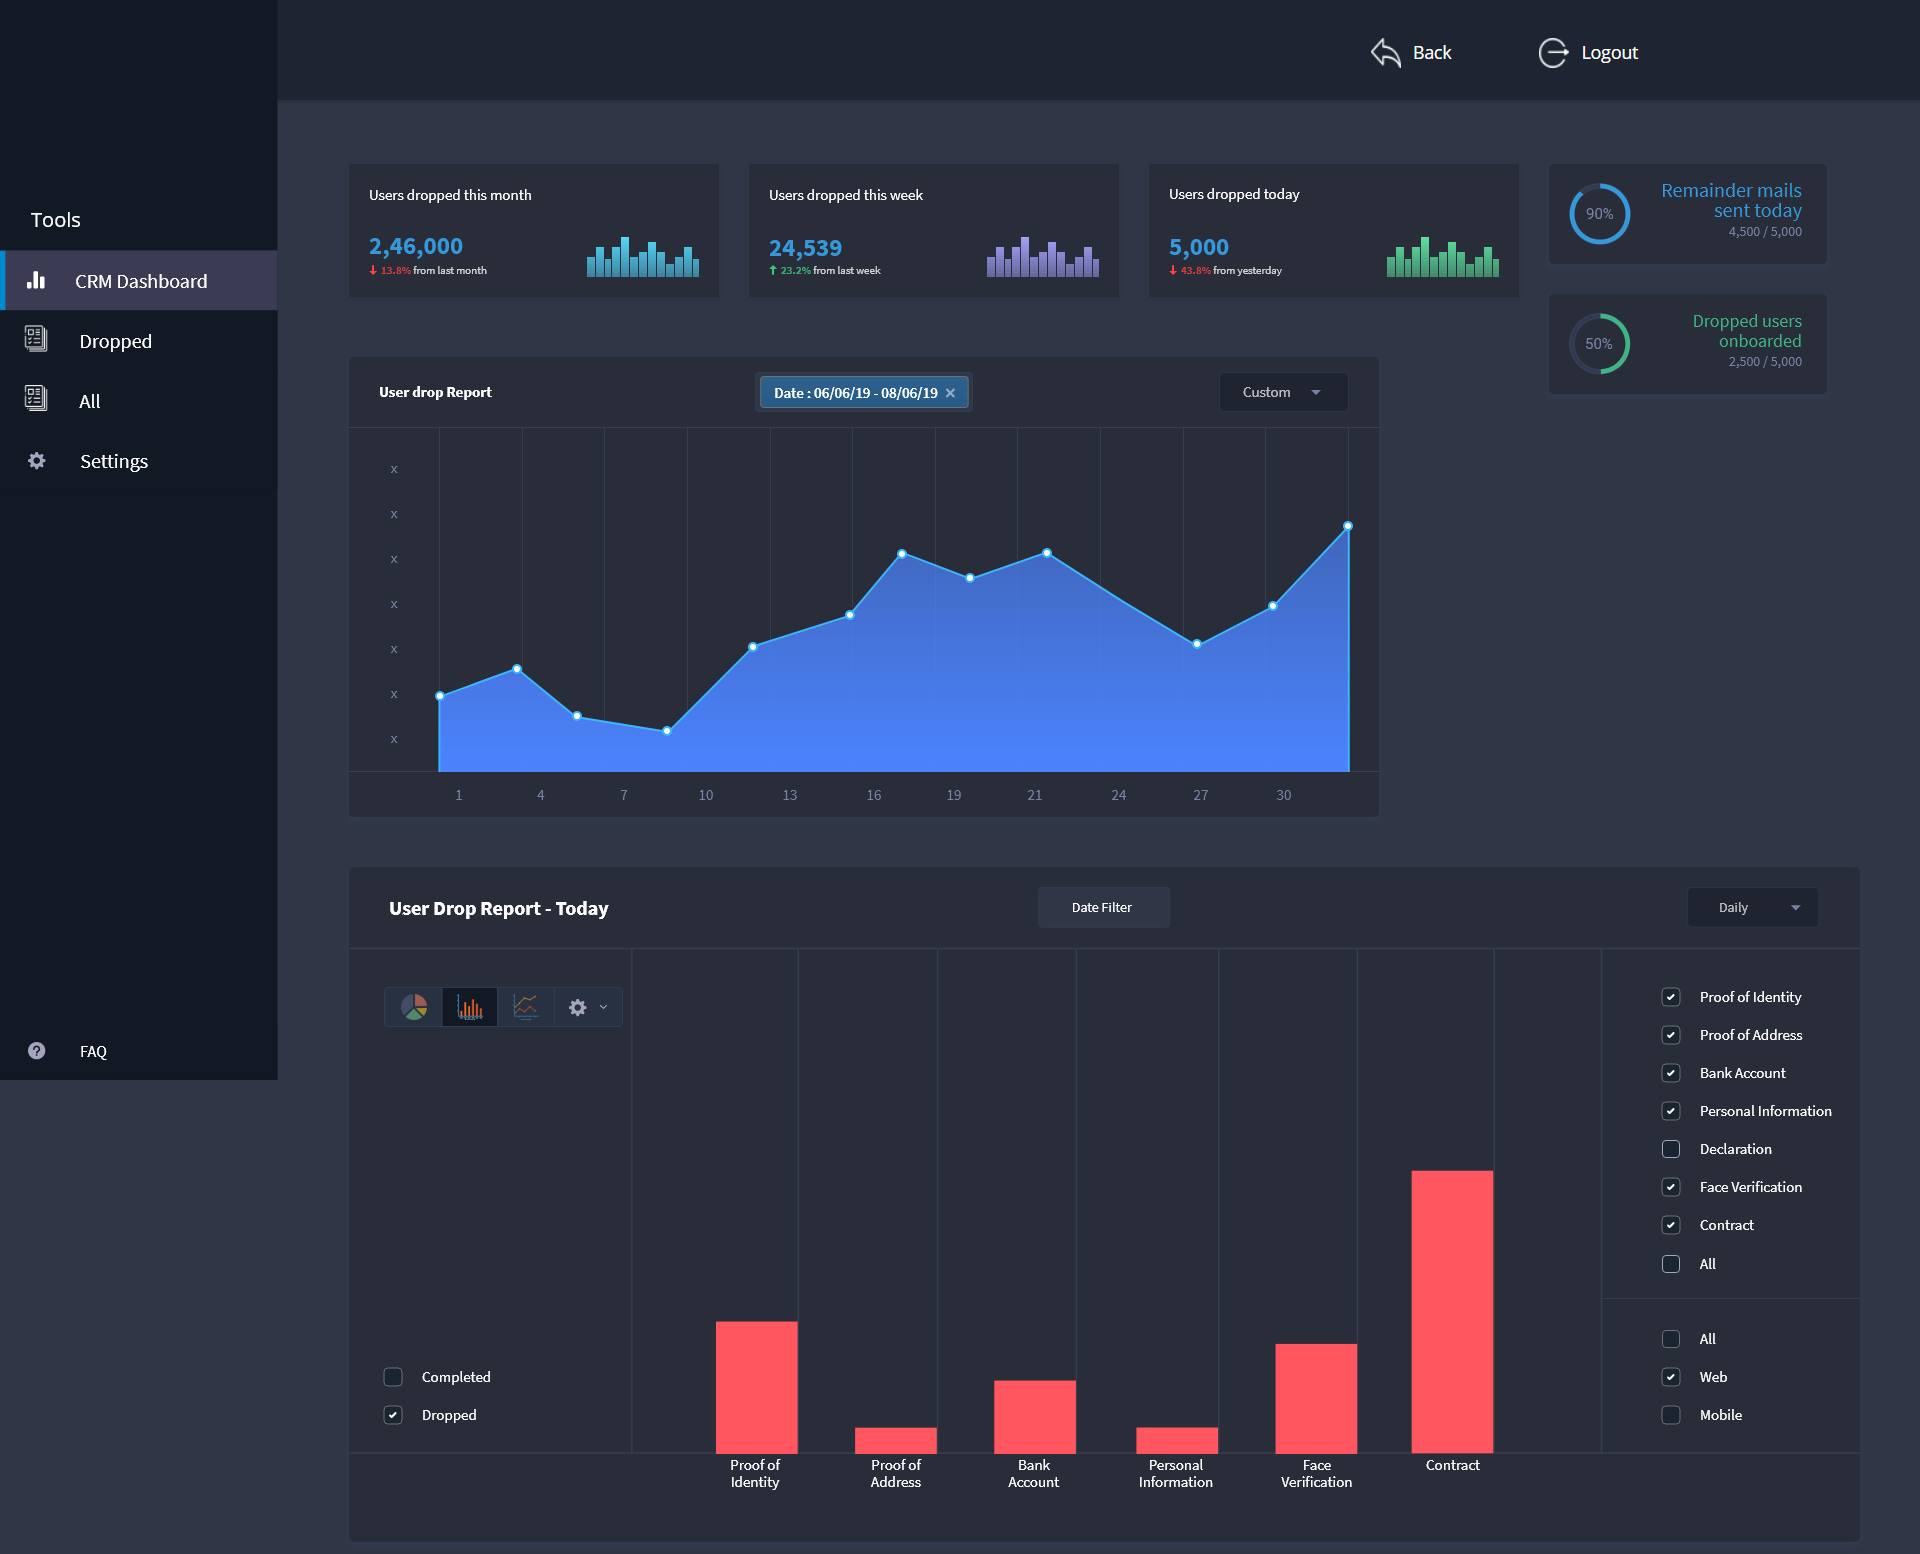 Back
Logout
Tools
CRM Dashboard
Dropped
All
Settings
FAQ
Users dropped this month
2,46,000
13.8% from last month
Users dropped this week
24,539
23.2% from last week
Users dropped today
5,000
43.8% from yesterday
90%
Remainder mails
sent today
4,500 / 5,000
50%
Dropped users
onboarded
2,500 / 5,000
User drop Report
Date : 06/06/19 - 08/06/19 ×
Custom
x
x
x
x
x
x
x
1 4 7 10 13 16 19 21 24 27 30
User Drop Report - Today
Date Filter
Daily
Completed
Dropped
Proof of
Identity
Proof of
Address
Bank
Account
Personal
Information
Face
Verification
Contract
Proof of Identity
Proof of Address
Bank Account
Personal Information
Declaration
Face Verification
Contract
All
All
Web
Mobile